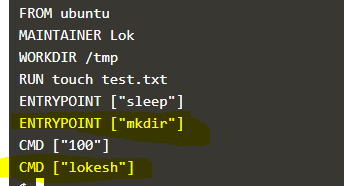 FROM ubuntu
MAINTAINER Lok
WORKDIR /tmp
RUN touch test.txt
ENTRYPOINT ["sleep"]
ENTRYPOINT ["mkdir"]
CMD ["100"]
CMD ["lokesh"]
$